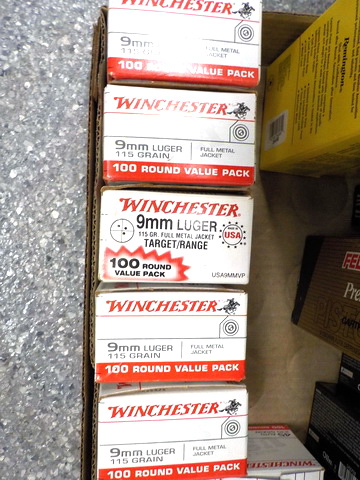 WINCHESTER
9mm LUGER
115 GRAIN
FULL METAL
JACKET
100 ROUND VALUE PACK
WINCHESTER
9mm LUGER
115 GRAIN
FULL METAL
JACKET
100 ROUND VALUE PACK
WINCHESTER
9mm LUGER
115 GR. FULL METAL JACKET
TARGET/RANGE
USA
100 ROUND
VALUE PACK
USA9MMVP
WINCHESTER
9mm LUGER
115 GRAIN
FULL METAL
JACKET
100 ROUND VALUE PACK
WINCHESTER
9mm LUGER
115 GRAIN
FULL METAL
JACKET
100 ROUND VALUE PACK
Remington
WINCHESTER